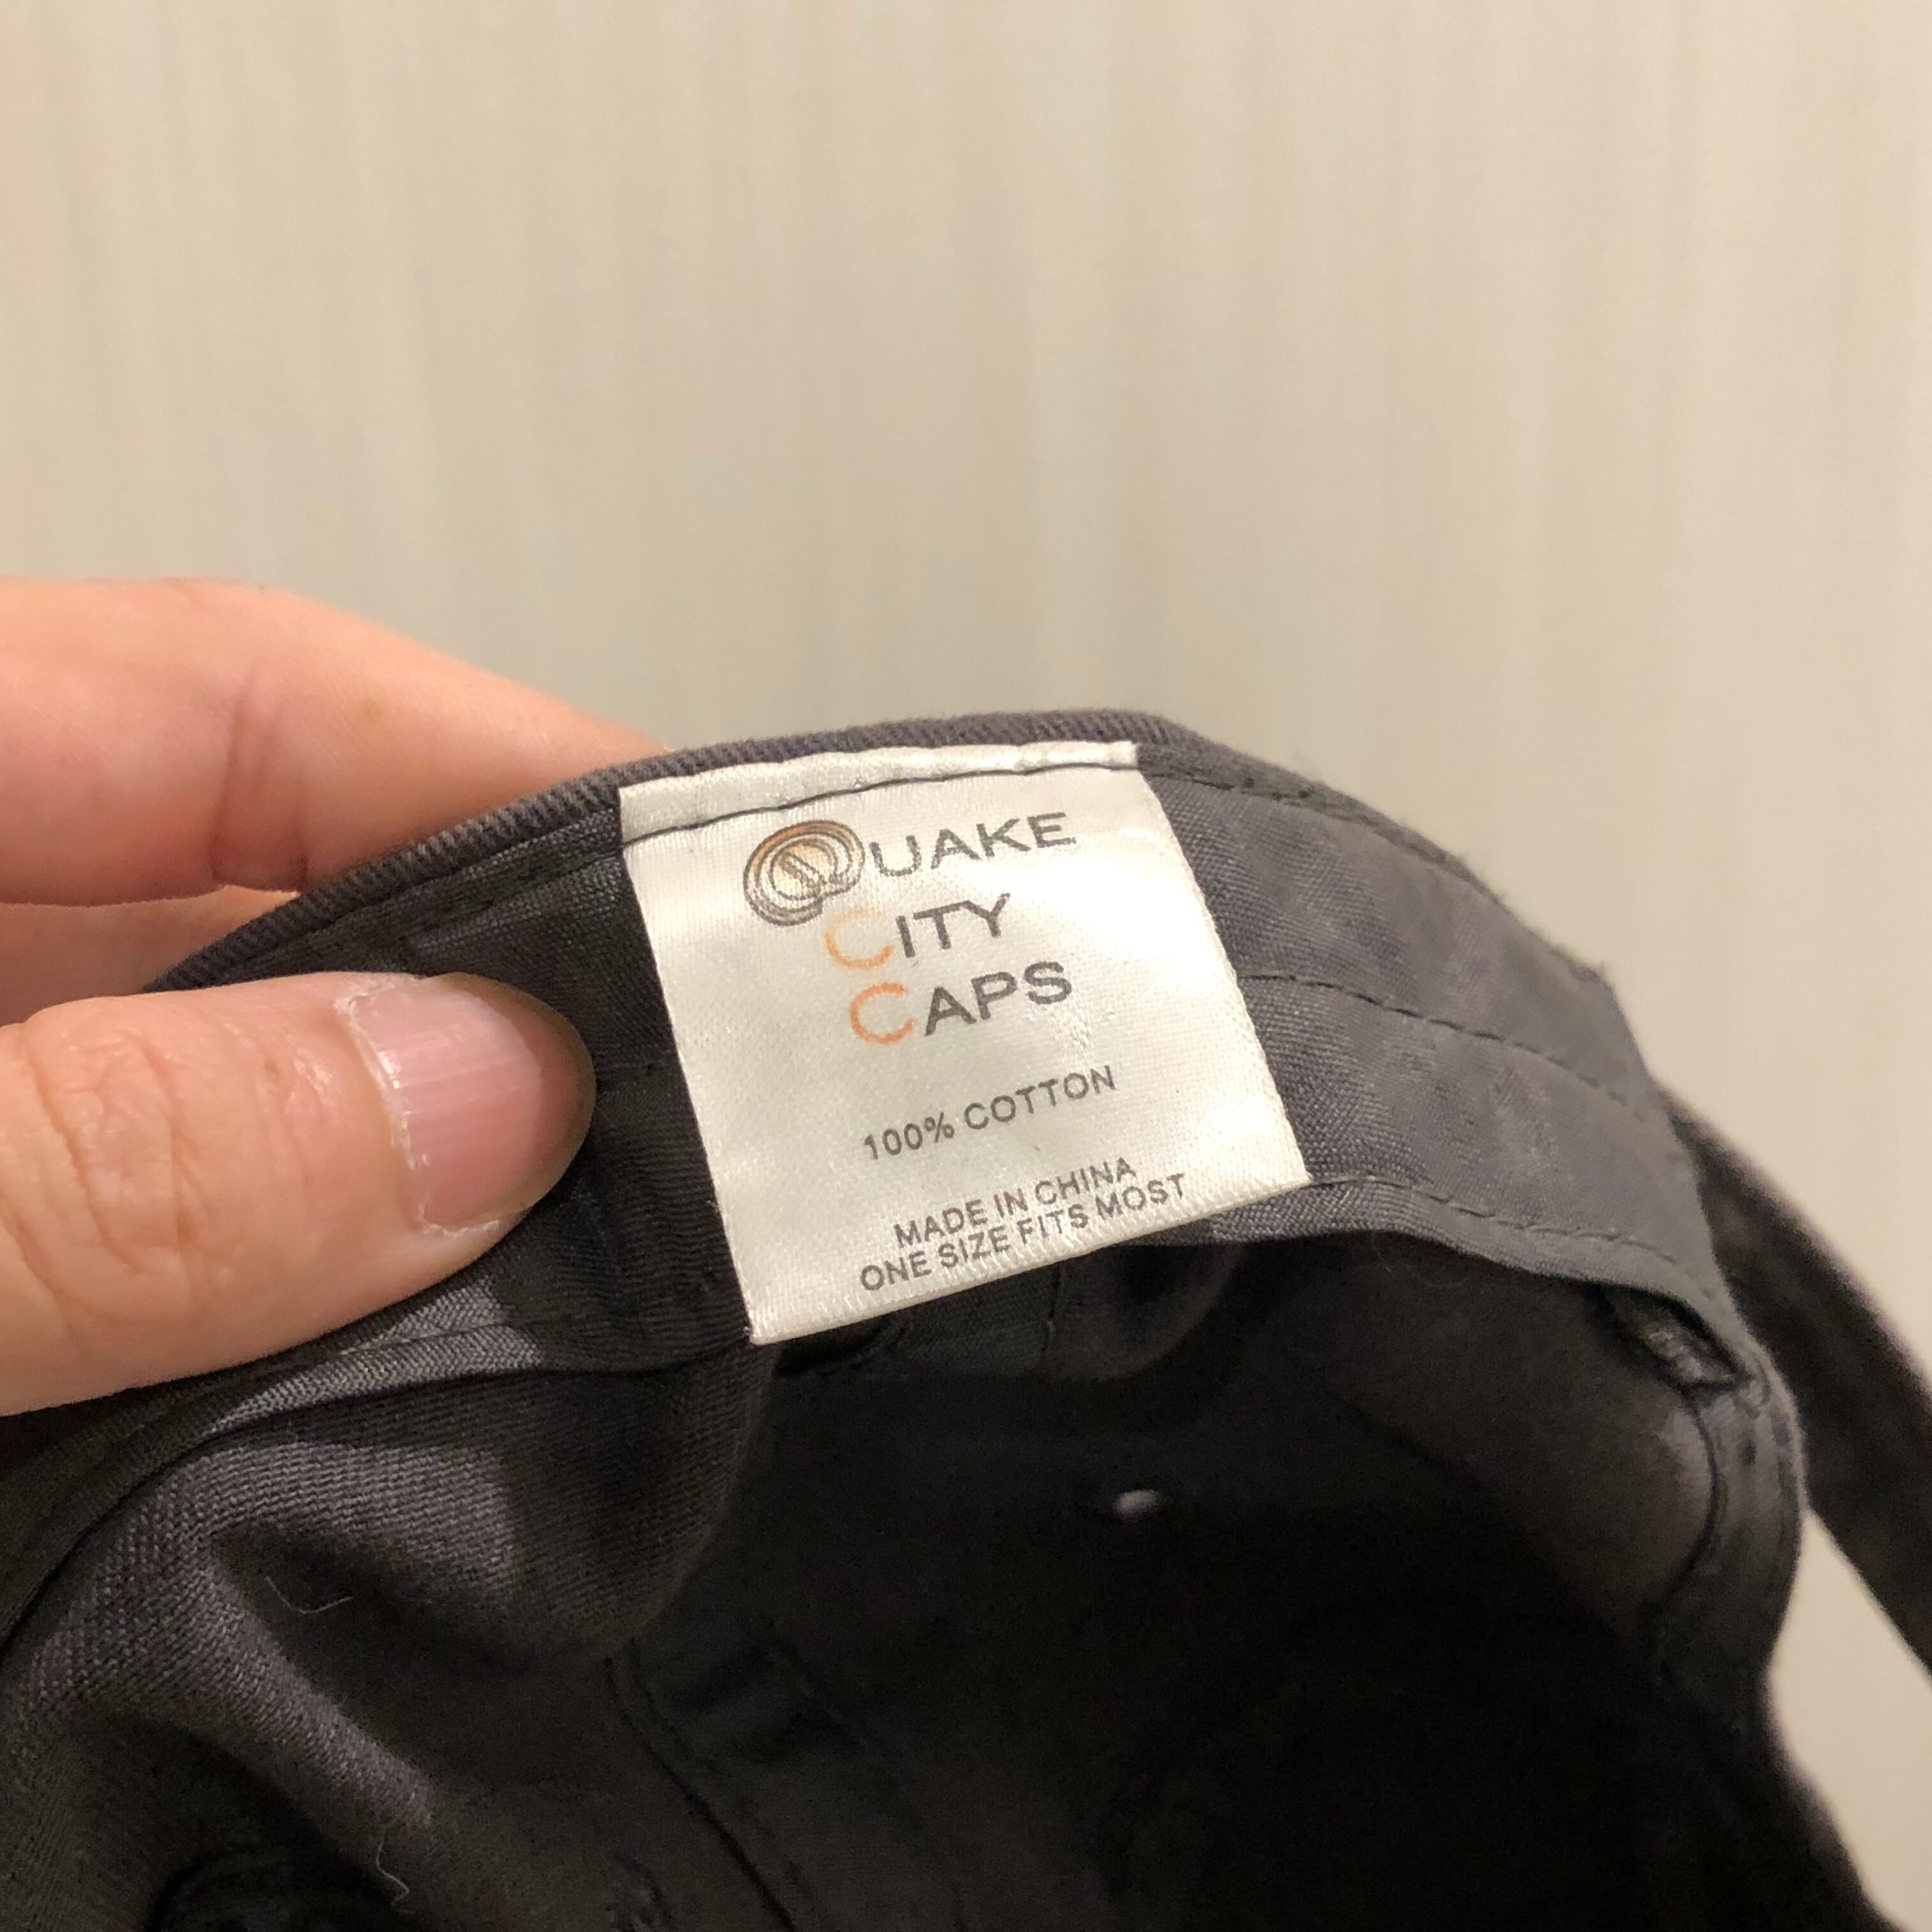 QUAKE
CITY
CAPS
100% COTTON
MADE IN CHINA
ONE SIZE FITS MOST